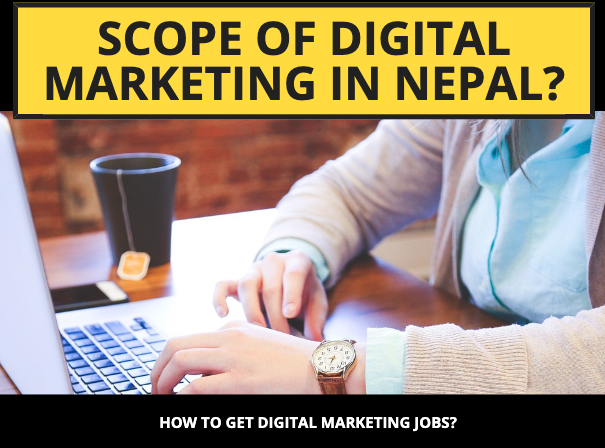 SCOPE OF DIGITAL
MARKETING IN NEPAL?
HOW TO GET DIGITAL MARKETING JOBS?